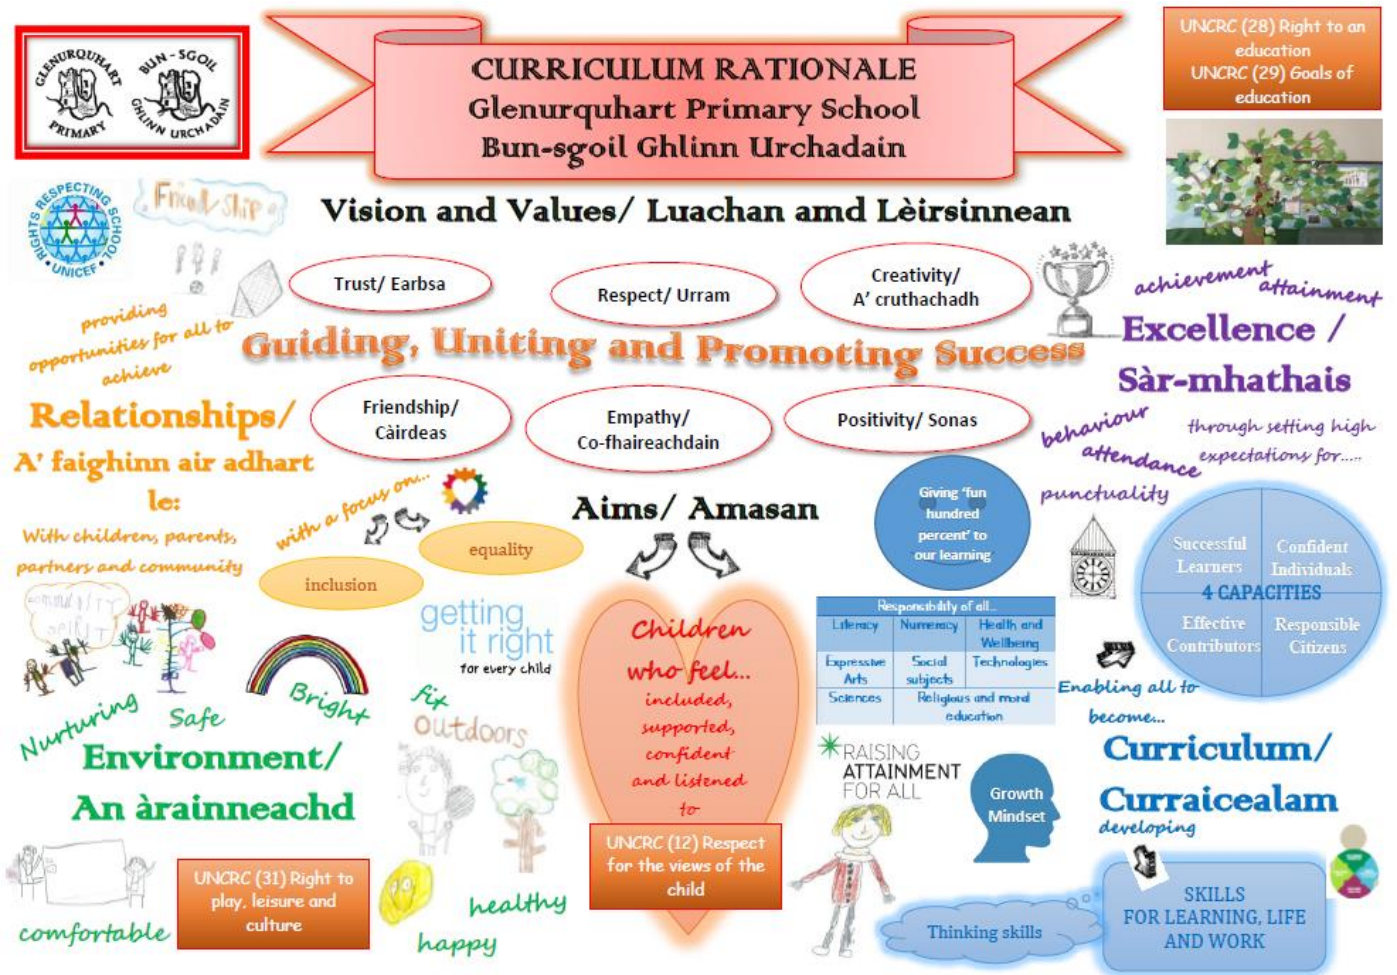 GLENURQUHART
PRIMARY
BUN-SGOIL
GHLINN URCHADAIN
CURRICULUM RATIONALE
Glenurquhart Primary School
Bun-sgoil Ghlinn Urchadain
UNCRC (28) Right to an
education
UNCRC (29) Goals of
education
RIGHTS RESPECTING SCHOOL
UNICEF
Friendship
Vision and Values/ Luachan amd Lèirsinnean
Trust/ Earbsa
Respect/ Urram
Creativity/
A' cruthachadh
Guiding, Uniting and Promoting Success
Friendship/
Càirdeas
Empathy/
Co-fhaireachdain
Positivity/ Sonas
providing
opportunities for all to
achieve
Relationships/
A' faighinn air adhart
le:
With children, parents,
partners and community
with a focus on...
equality
inclusion
community
spirit
getting
it right
for every child
achievement
attainment
Excellence /
Sàr-mhathais
behaviour
attendance
punctuality
through setting high
expectations for.....
Aims/ Amasan
Children
who feel...
included,
supported,
confident
and listened
to
UNCRC (12) Respect
for the views of the
child
Giving 'fun
hundred
percent' to
our learning
Responsibility of all...
Literacy Numeracy Health and
Wellbeing
Expressive
Arts
Social
subjects
Technologies
Sciences Religious and moral
education
Successful
Learners
Confident
Individuals
4 CAPACITIES
Effective
Contributors
Responsible
Citizens
Enabling all to
become...
Curriculum/
Curraicealam
developing
SKILLS
FOR LEARNING, LIFE
AND WORK
Thinking skills
RAISING
ATTAINMENT
FOR ALL
Growth
Mindset
Nurturing
Safe
Bright
Environment/
An àrainneachd
fit
outdoors
comfortable
UNCRC (31) Right to
play, leisure and
culture
healthy
happy